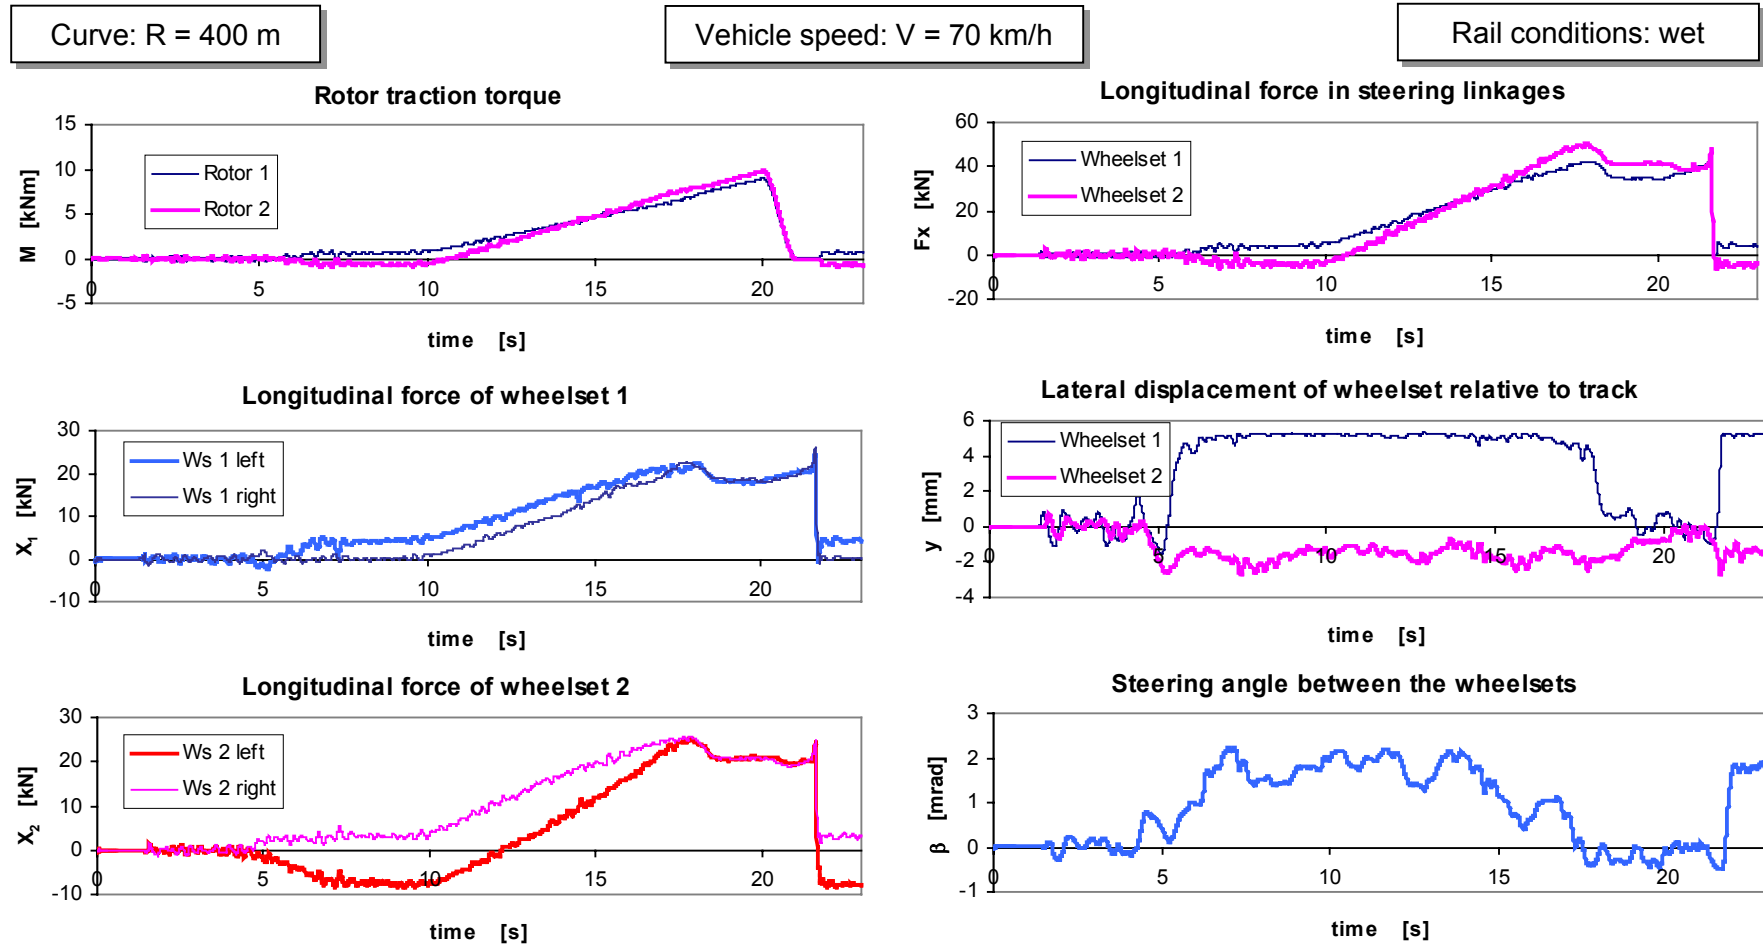 Curve: R = 400 m
Vehicle speed: V = 70 km/h
Rail conditions: wet
Rotor traction torque
15
10
5
0
-5
M [kNm]
Rotor 1
Rotor 2
0 5 10 15 20
time [s]
Longitudinal force in steering linkages
60
40
20
0
-20
Fx [kN]
Wheelset 1
Wheelset 2
0 5 10 15 20
time [s]
Longitudinal force of wheelset 1
30
20
10
0
-10
X1 [kN]
Ws 1 left
Ws 1 right
0 5 10 15 20
time [s]
Lateral displacement of wheelset relative to track
6
4
2
0
-2
-4
y [mm]
Wheelset 1
Wheelset 2
0 5 10 15 20
time [s]
Longitudinal force of wheelset 2
30
20
10
0
-10
X2 [kN]
Ws 2 left
Ws 2 right
0 5 10 15 20
time [s]
Steering angle between the wheelsets
3
2
1
0
-1
β [mrad]
0 5 10 15 20
time [s]